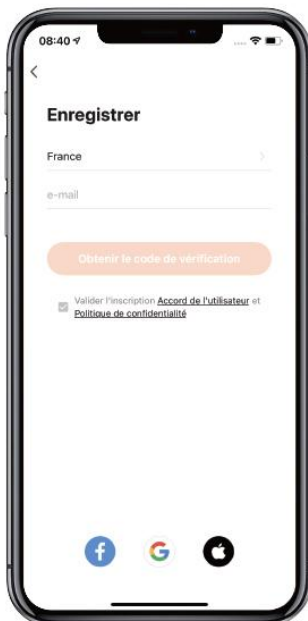 08:40
Enregistrer
France
e-mail
Obtenir le code de vérification
Valider l'inscription Accord de l'utilisateur et
Politique de confidentialité